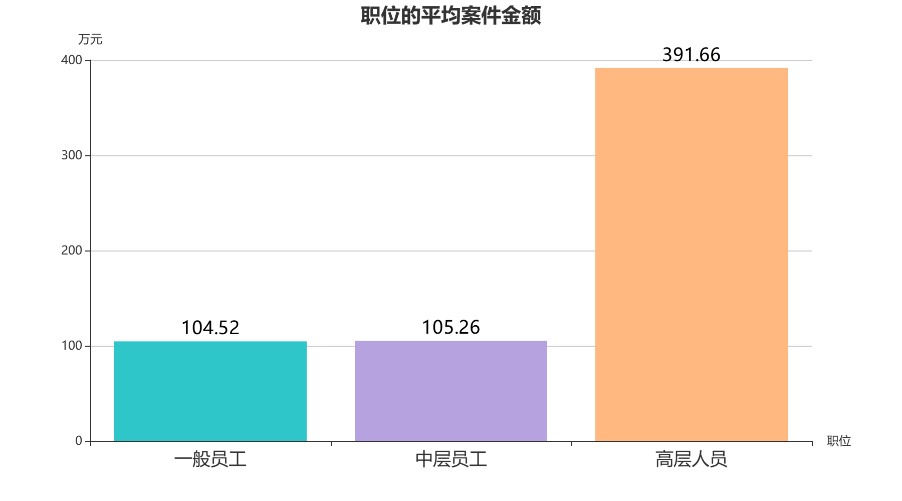 职位的平均案件金额
万元
400
300
200
100
0
391.66
104.52
105.26
一般员工
中层员工
高层人员
职位